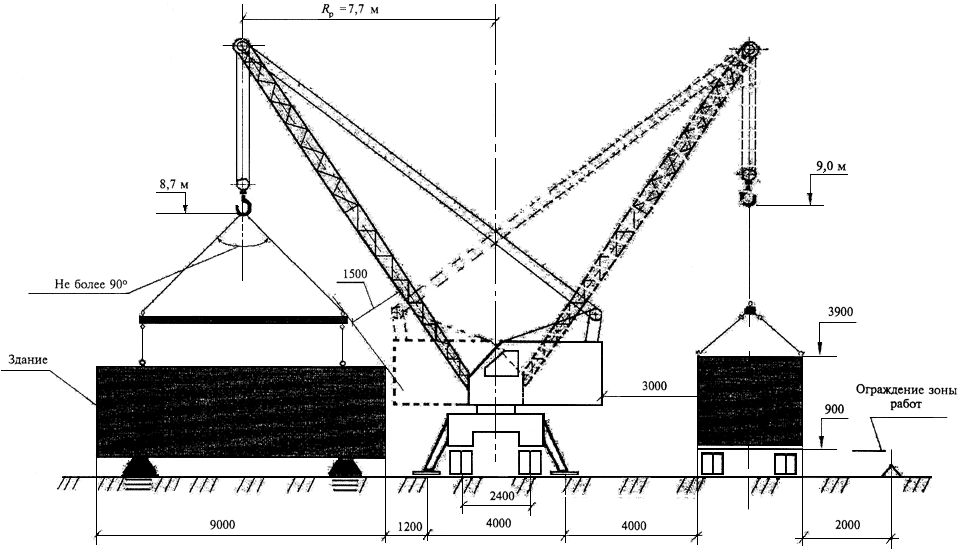 Rр =7,7 м
8,7 м
9,0 м
Не более 90°
1500
3900
Здание
3000
Ограждение зоны
работ
900
2400
9000
1200
4000
4000
2000